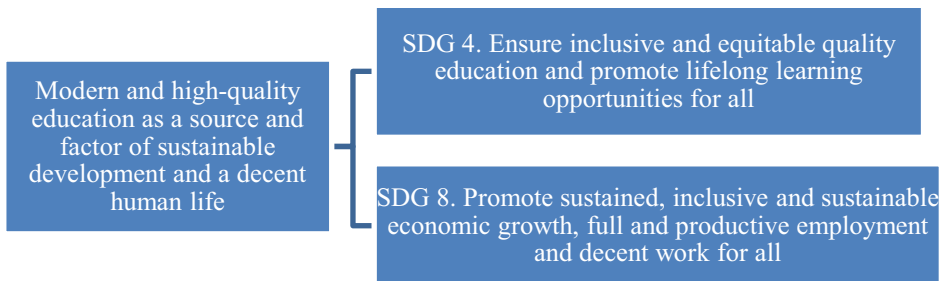 Modern and high-quality
education as a source and
factor of sustainable
development and a decent
human life
SDG 4. Ensure inclusive and equitable quality
education and promote lifelong learning
opportunities for all
SDG 8. Promote sustained, inclusive and sustainable
economic growth, full and productive employment
and decent work for all